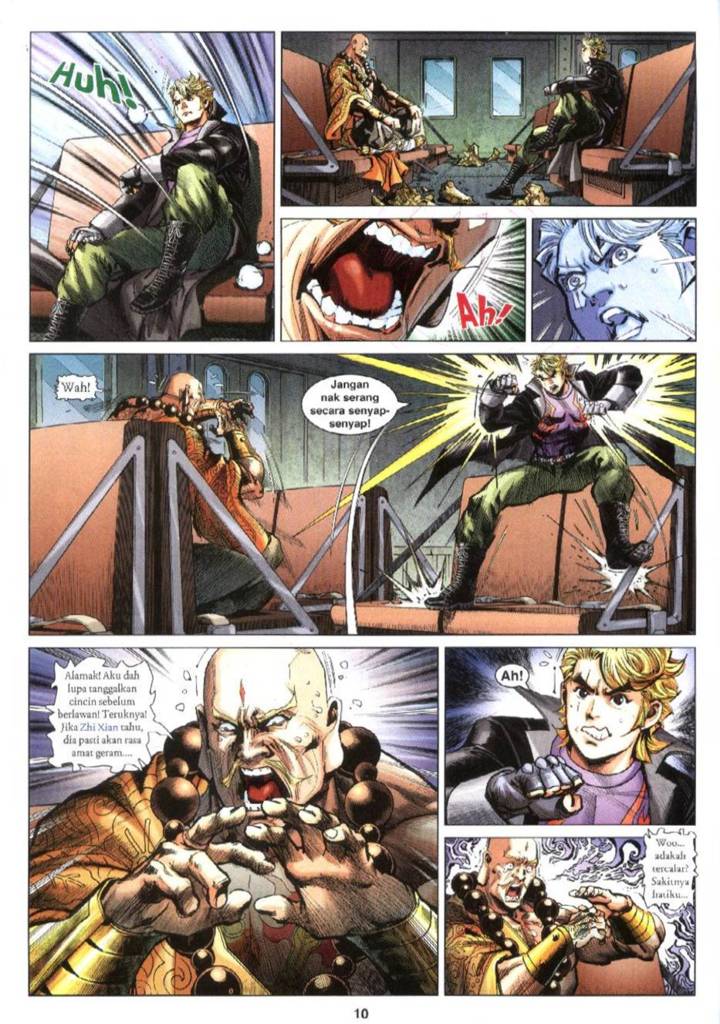 Huh!
Ah!
Wah!
Jangan
nak serang
secara senyap-
senyap!
Alamak! Aku dah
lupa tanggalkan
cincin sebelum
berlawan! Teruknya!
Jika Zhi Xian tahu,
dia pasti akan rasa
amat geram....
Ah!
Woo...
adakah
tercalar?
Sakitnya
hatiku...
10